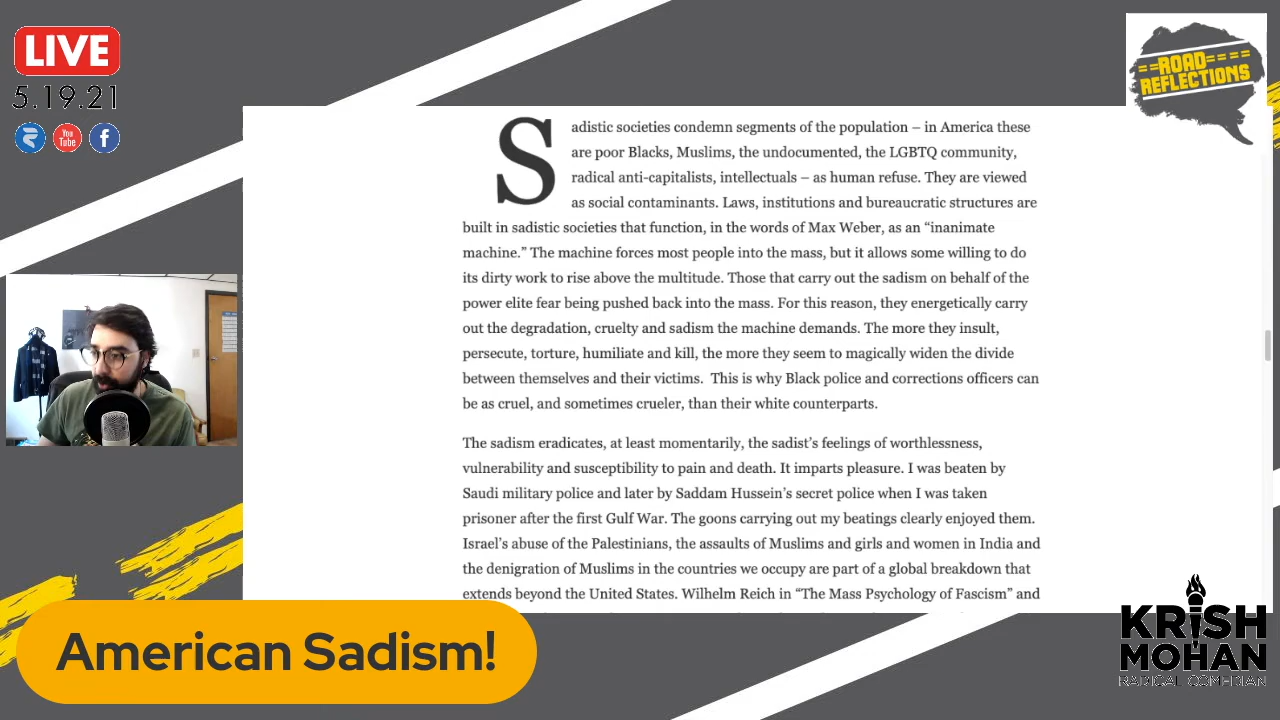 LIVE
5.19.21
You
Tube
f
==ROAD====
REFLECTIONS
Sadistic societies condemn segments of the population – in America these
are poor Blacks, Muslims, the undocumented, the LGBTQ community,
radical anti-capitalists, intellectuals – as human refuse. They are viewed
as social contaminants. Laws, institutions and bureaucratic structures are
built in sadistic societies that function, in the words of Max Weber, as an “inanimate
machine.” The machine forces most people into the mass, but it allows some willing to do
its dirty work to rise above the multitude. Those that carry out the sadism on behalf of the
power elite fear being pushed back into the mass. For this reason, they energetically carry
out the degradation, cruelty and sadism the machine demands. The more they insult,
persecute, torture, humiliate and kill, the more they seem to magically widen the divide
between themselves and their victims.  This is why Black police and corrections officers can
be as cruel, and sometimes crueler, than their white counterparts.
The sadism eradicates, at least momentarily, the sadist’s feelings of worthlessness,
vulnerability and susceptibility to pain and death. It imparts pleasure. I was beaten by
Saudi military police and later by Saddam Hussein’s secret police when I was taken
prisoner after the first Gulf War. The goons carrying out my beatings clearly enjoyed them.
Israel’s abuse of the Palestinians, the assaults of Muslims and girls and women in India and
the denigration of Muslims in the countries we occupy are part of a global breakdown that
extends beyond the United States. Wilhelm Reich in “The Mass Psychology of Fascism” and
American Sadism!
KRISH
MOHAN
RADICAL COMEDIAN